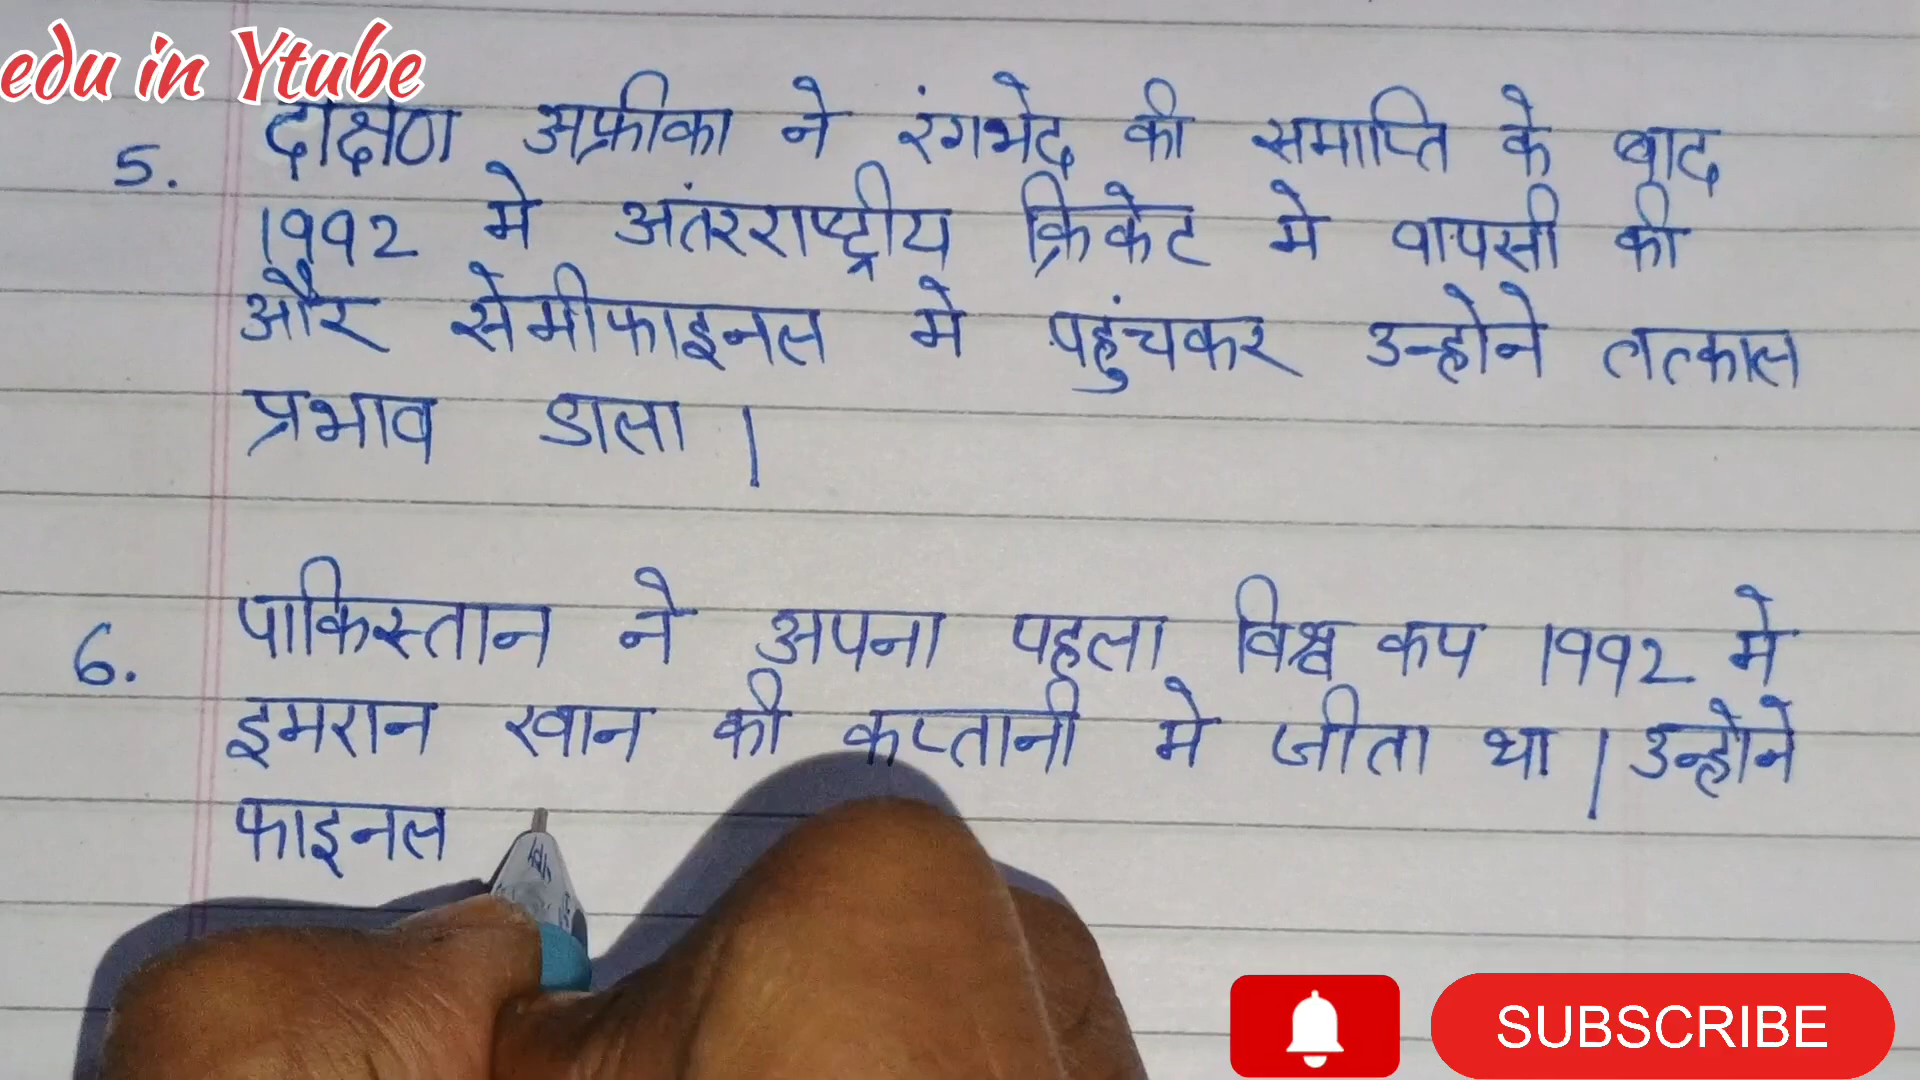 edu in Ytube
5. दक्षिण अफ्रीका ने रंगभेद की समाप्ति के बाद
1992 मे अंतरराष्ट्रीय क्रिकेट मे वापसी की
और सेमीफाइनल मे पहुंचकर उन्होने तत्काल
प्रभाव डाला।
6. पाकिस्तान ने अपना पहला विश्व कप 1992 मे
इमरान खान की कप्तानी मे जीता था। उन्होने
फाइनल
SUBSCRIBE